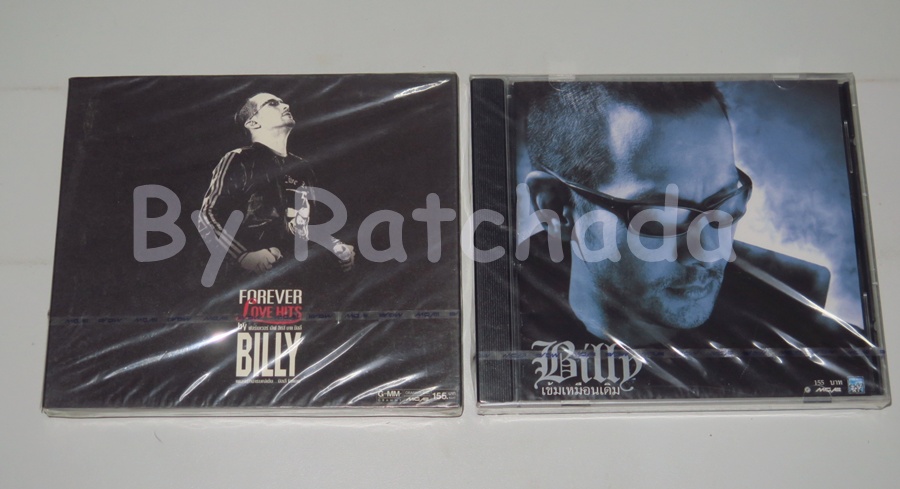 By Ratchada
FOREVER
LOVE HITS
by
BILLY
G-MM
155.-
Billy
เข้มเหมือนเดิม
155 บาท